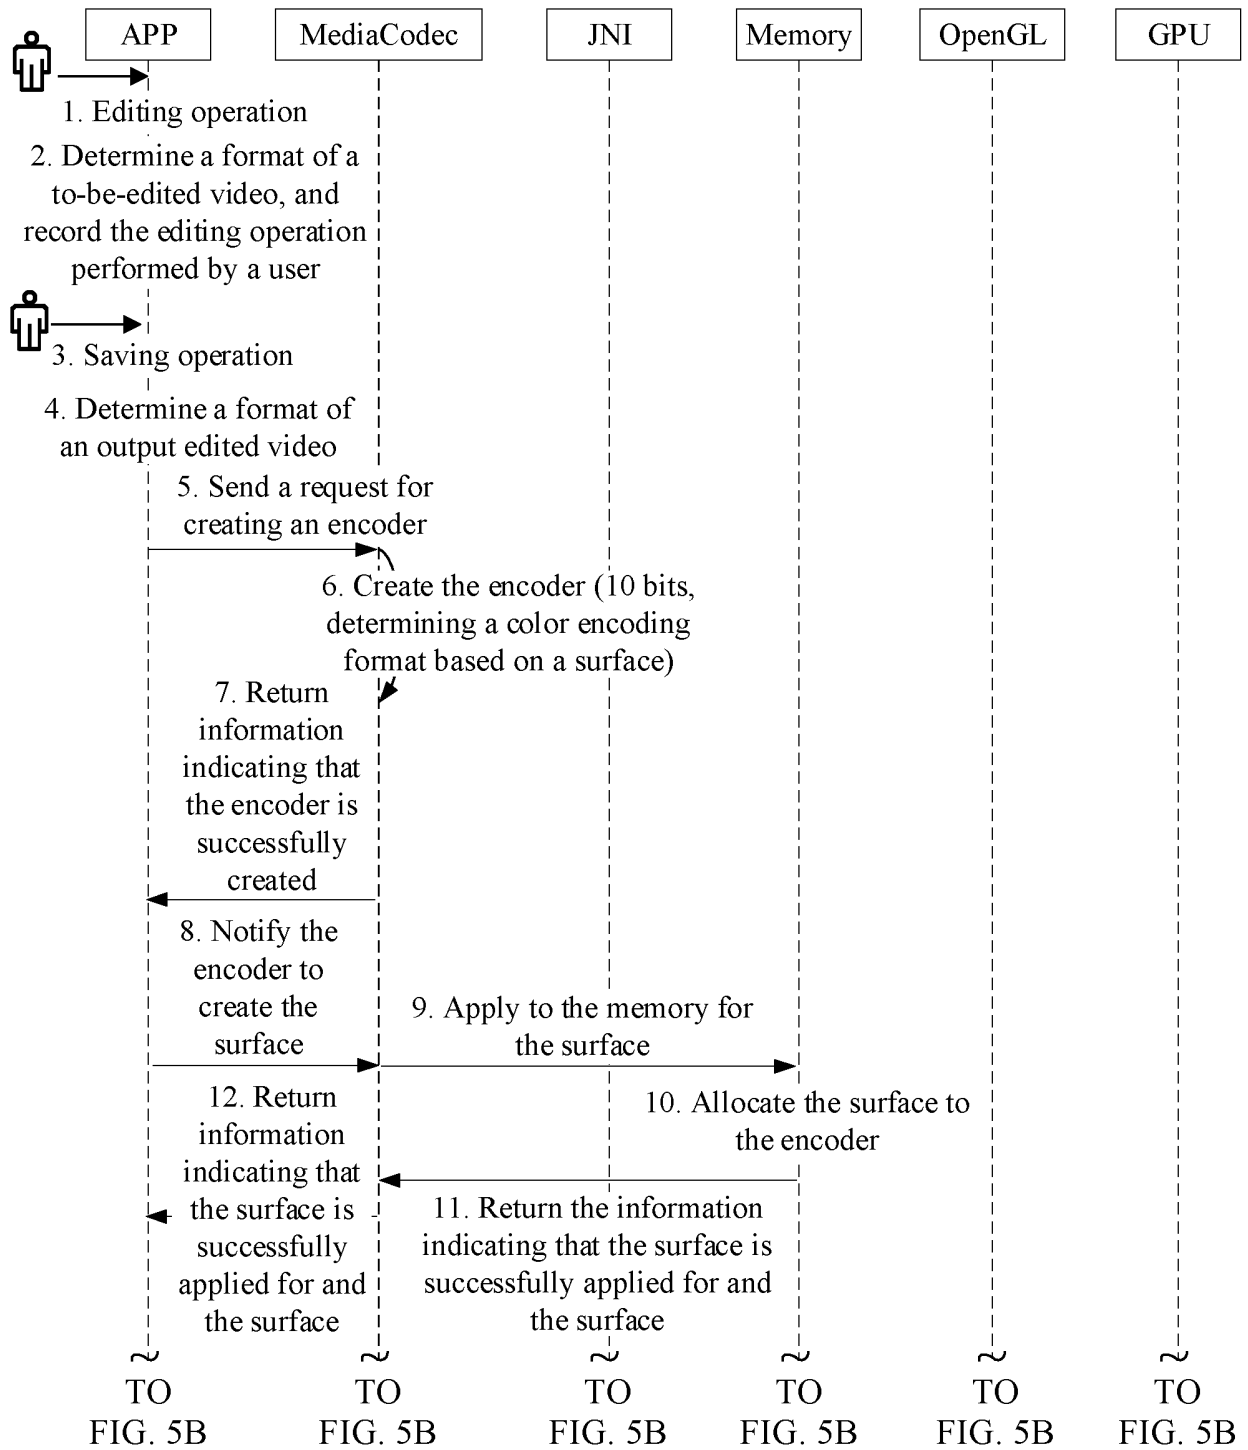 APP
MediaCodec
JNI
Memory
OpenGL
GPU
1. Editing operation
2. Determine a format of a
to-be-edited video, and
record the editing operation
performed by a user
3. Saving operation
4. Determine a format of
an output edited video
5. Send a request for
creating an encoder
6. Create the encoder (10 bits,
determining a color encoding
format based on a surface)
7. Return
information
indicating that
the encoder is
successfully
created
8. Notify the
encoder to
create the
surface
9. Apply to the memory for
the surface
10. Allocate the surface to
the encoder
11. Return the information
indicating that the surface is
successfully applied for and
the surface
12. Return
information
indicating that
the surface is
successfully
applied for and
the surface
TO
FIG. 5B
TO
FIG. 5B
TO
FIG. 5B
TO
FIG. 5B
TO
FIG. 5B
TO
FIG. 5B